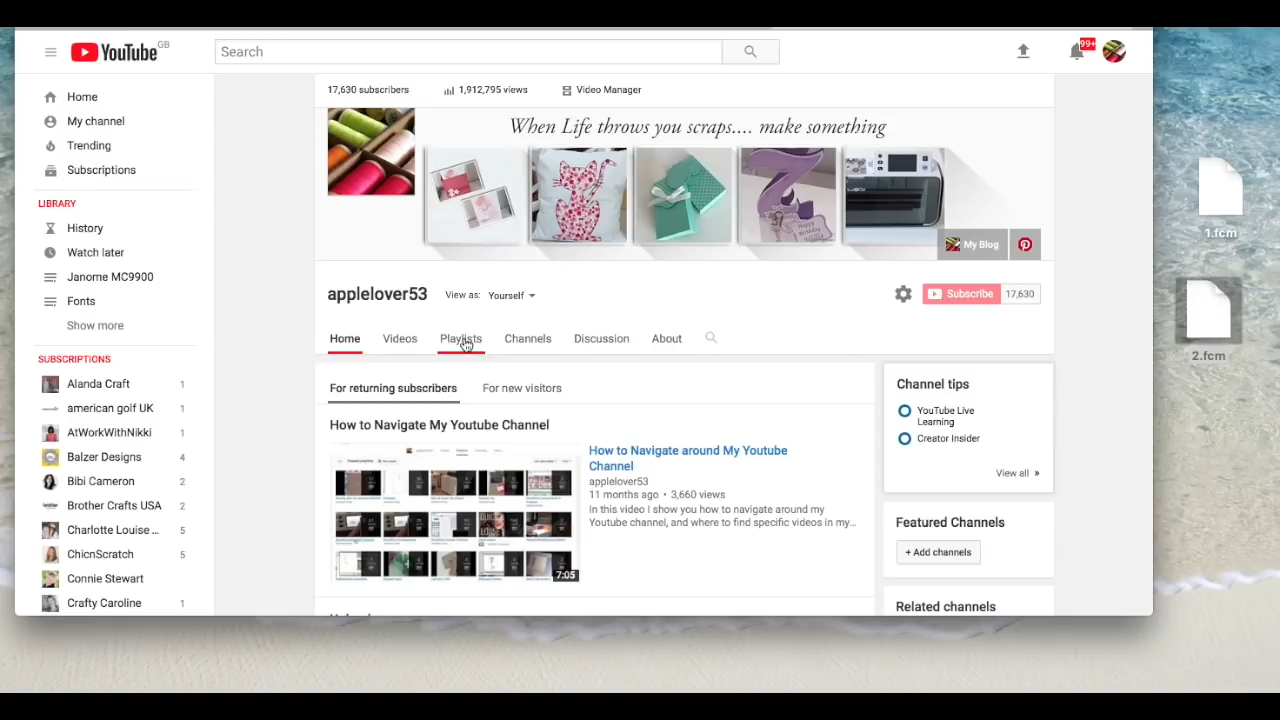 YouTube GB
Search
99+
Home
My channel
Trending
Subscriptions
LIBRARY
History
Watch later
Janome MC9900
Fonts
Show more
SUBSCRIPTIONS
Alanda Craft 1
american golf UK 1
AtWorkWithNikki 1
Balzer Designs 4
Bibi Cameron 2
Brother Crafts USA 2
Charlotte Louise ... 5
ChicnScratch 5
Connie Stewart
Crafty Caroline 1
17,630 subscribers
1,912,795 views
Video Manager
When Life throws you scraps.... make something
My Blog
applelover53
View as: Yourself
Subscribe 17,630
Home Videos Playlists Channels Discussion About
For returning subscribers
For new visitors
How to Navigate My Youtube Channel
7:05
How to Navigate around My Youtube
Channel
applelover53
11 months ago • 3,660 views
In this video I show you how to navigate around my
Youtube channel, and where to find specific videos in my...
Channel tips
YouTube Live
Learning
Creator Insider
View all »
Featured Channels
+ Add channels
Related channels
1.fcm
2.fcm